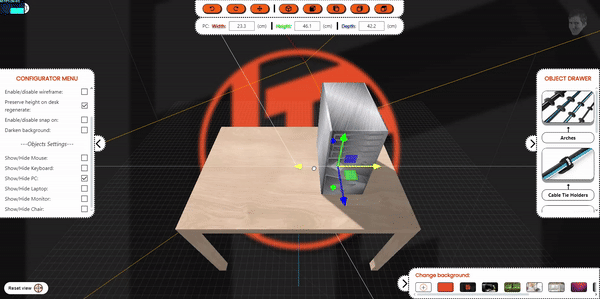 PC: Width: 23.3 cm Height: 46.1 cm Depth: 42.2 cm
CONFIGURATOR MENU
Enable/disable wireframe:
Preserve height on desk
regenerate:
Enable/disable snap on:
Darken background:
---Objects Settings---
Show/Hide Mouse:
Show/Hide Keyboard:
Show/Hide PC:
Show/Hide Laptop:
Show/Hide Monitor:
Show/Hide Chair:
OBJECT DRAWER
Arches
Cable Tie Holders
Reset view
Change background: